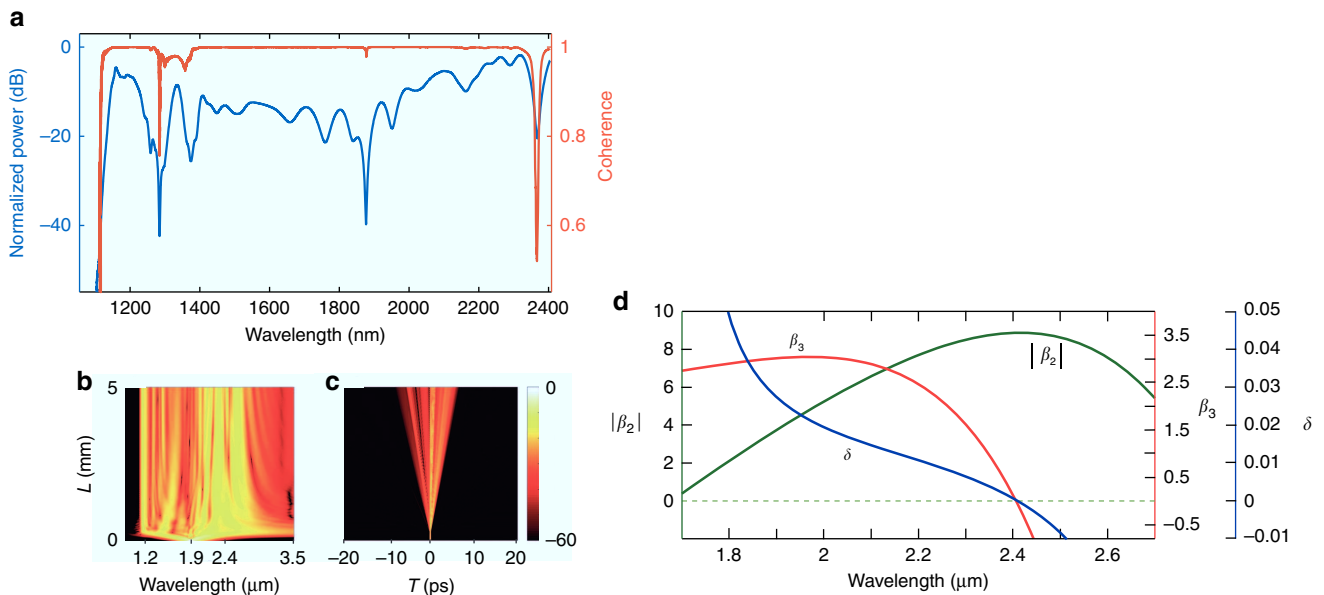 a
0
–20
–40
Normalized power (dB)
1
0.8
0.6
Coherence
1200 1400 1600 1800 2000 2200 2400
Wavelength (nm)
b
5
0
L (mm)
1.2 1.9 2.4 3.5
Wavelength (μm)
c
–20 –10 0 10 20
T (ps)
0
–60
d
10
8
6
4
2
0
|β2|
β3
|β2|
δ
3.5
2.5
1.5
0.5
–0.5
β3
0.05
0.04
0.03
0.02
0.01
0
–0.01
δ
1.8 2 2.2 2.4 2.6
Wavelength (μm)